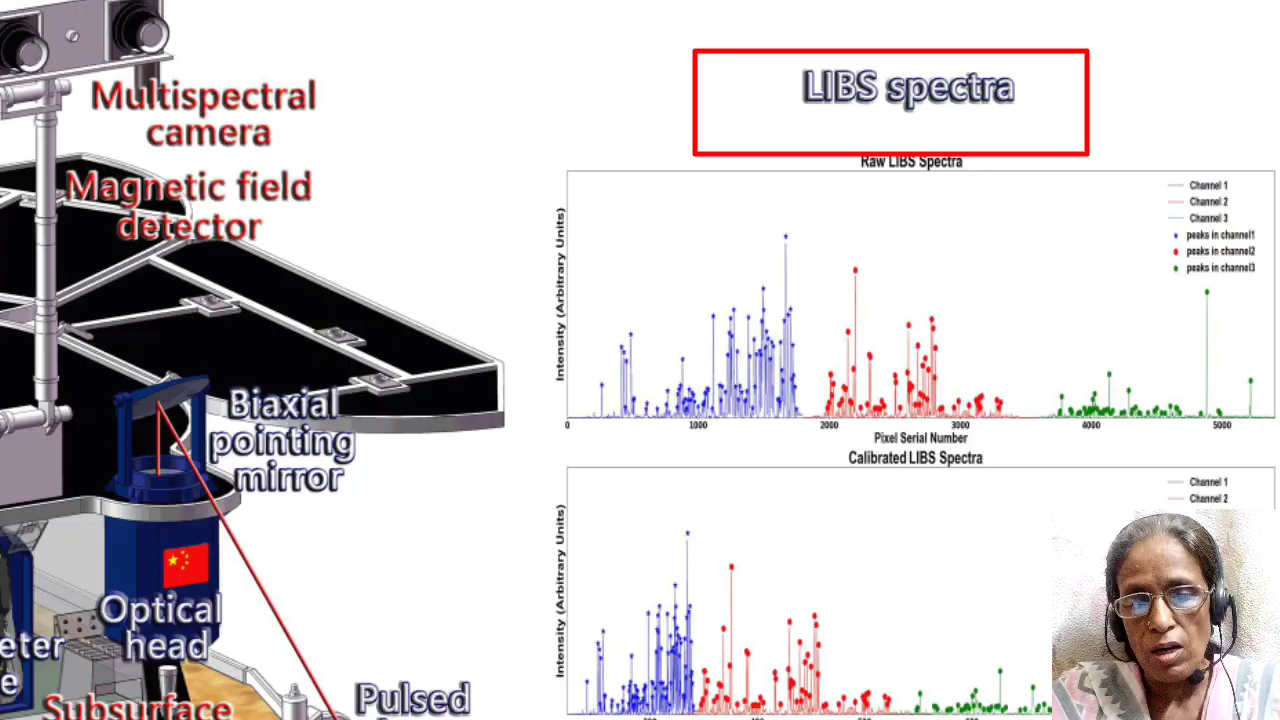 Multispectral
camera
Magnetic field
detector
Biaxial
pointing
mirror
Optical
head
eter
e
Subsurface
Pulsed
LIBS spectra
Raw LIBS Spectra
Channel 1
Channel 2
Channel 3
peaks in channel1
peaks in channel2
peaks in channel3
Intensity (Arbitrary Units)
0 1000 2000 3000 4000 5000
Pixel Serial Number
Calibrated LIBS Spectra
Channel 1
Channel 2
Intensity (Arbitrary Units)